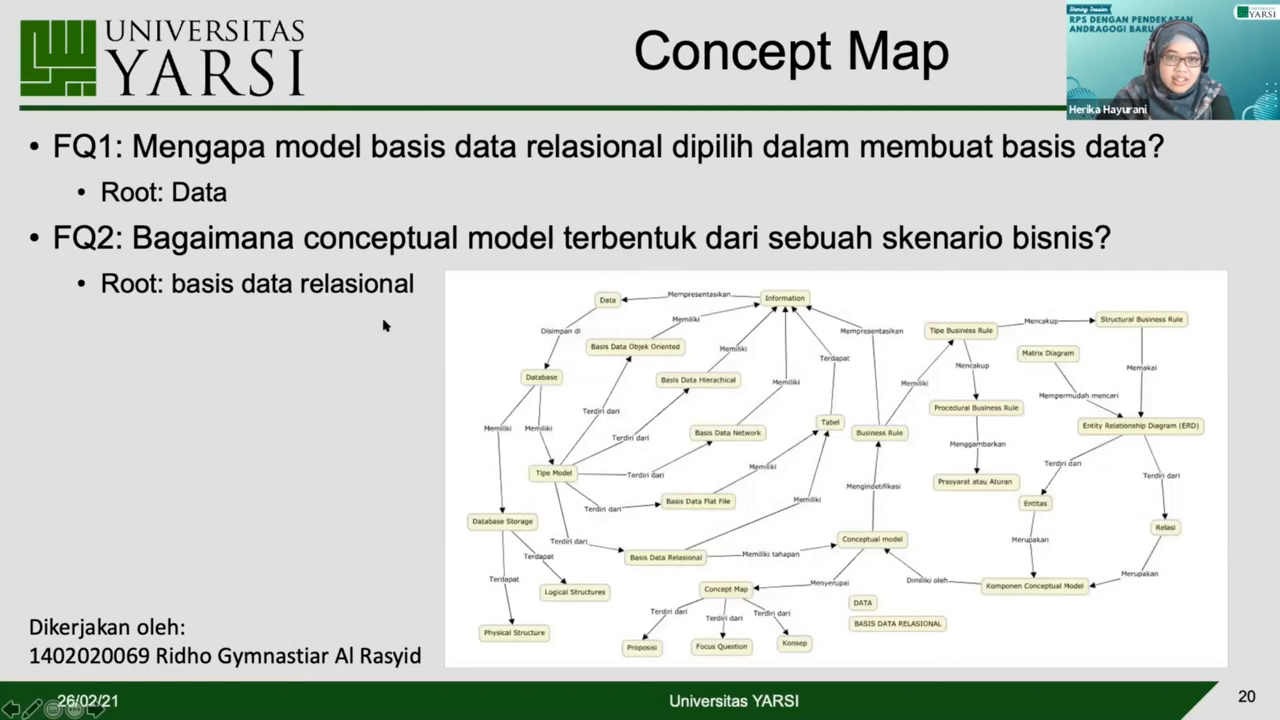 UNIVERSITAS
YARSI
Concept Map
Sharing Session
RPS DENGAN PENDEKATAN
ANDRAGOGI BARU
YARSI
Herika Hayurani
• FQ1: Mengapa model basis data relasional dipilih dalam membuat basis data?
• Root: Data
• FQ2: Bagaimana conceptual model terbentuk dari sebuah skenario bisnis?
• Root: basis data relasional
Data
Mempresentasikan
Information
Disimpan di
Memiliki
Basis Data Objek Oriented
Memiliki
Terdapat
Mempresentasikan
Tipe Business Rule
Mencakup
Structural Business Rule
Matrix Diagram
Mencakup
Memakai
Database
Basis Data Hierachical
Memiliki
Memiliki
Mempermudah mencari
Terdiri dari
Procedural Business Rule
Memiliki
Memiliki
Terdiri dari
Basis Data Network
Tabel
Business Rule
Entity Relationship Diagram (ERD)
Menggambarkan
Tipe Model
Terdiri dari
Memiliki
Terdiri dari
Terdiri dari
Prasyarat atau Aturan
Mengindetifikasi
Terdiri dari
Basis Data Flat File
Memiliki
Entitas
Database Storage
Relasi
Terdiri dari
Basis Data Relasional
Memiliki tahapan
Conceptual model
Merupakan
Terdapat
Terdapat
Logical Structures
Menyerupai
Dimiliki oleh
Komponen Conceptual Model
Merupakan
Concept Map
DATA
BASIS DATA RELASIONAL
Terdiri dari
Terdiri dari
Terdiri dari
Physical Structure
Proposisi
Focus Question
Konsep
Dikerjakan oleh:
1402020069 Ridho Gymnastiar Al Rasyid
26/02/21
Universitas YARSI
20